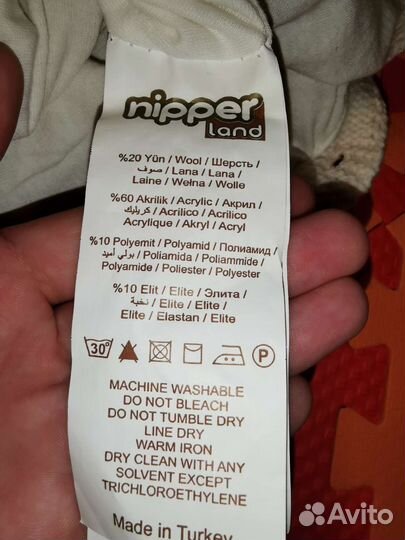 nipper
land
%20 Yün / Wool / Шерсть /
صوف / Lana / Lana /
Laine / Wełna / Wolle
%60 Akrilik / Acrylic / Акрил /
كريليك / Acrilico / Acrilico
Acrylique / Akryl / Acryl
%10 Polyemit / Polyamid / Полиамид /
بولي أميد / Poliamida / Poliammide /
Polyamide / Poliester / Polyester
%10 Elit / Elite / Элита /
نخبة / Elite / Elite /
Elite / Elastan / Elite
30° P
MACHINE WASHABLE
DO NOT BLEACH
DO NOT TUMBLE DRY
LINE DRY
WARM IRON
DRY CLEAN WITH ANY
SOLVENT EXCEPT
TRICHLOROETHYLENE
Made in Turkey
Avito